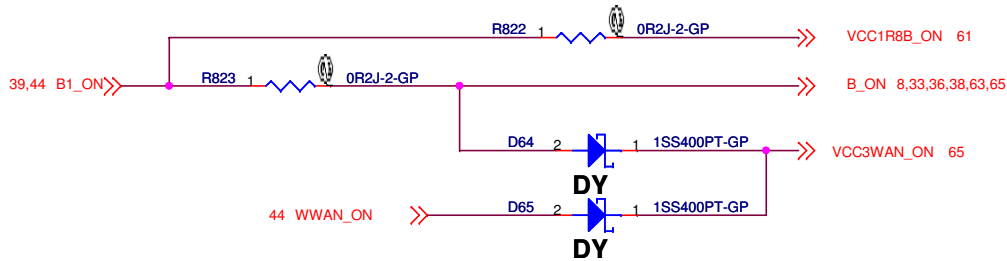 R822 1 0R2J-2-GP VCC1R8B_ON 61
39,44 B1_ON R823 1 0R2J-2-GP B_ON 8,33,36,38,63,65
D64 2 1 1SS400PT-GP VCC3WAN_ON 65
DY
44 WWAN_ON D65 2 1 1SS400PT-GP
DY